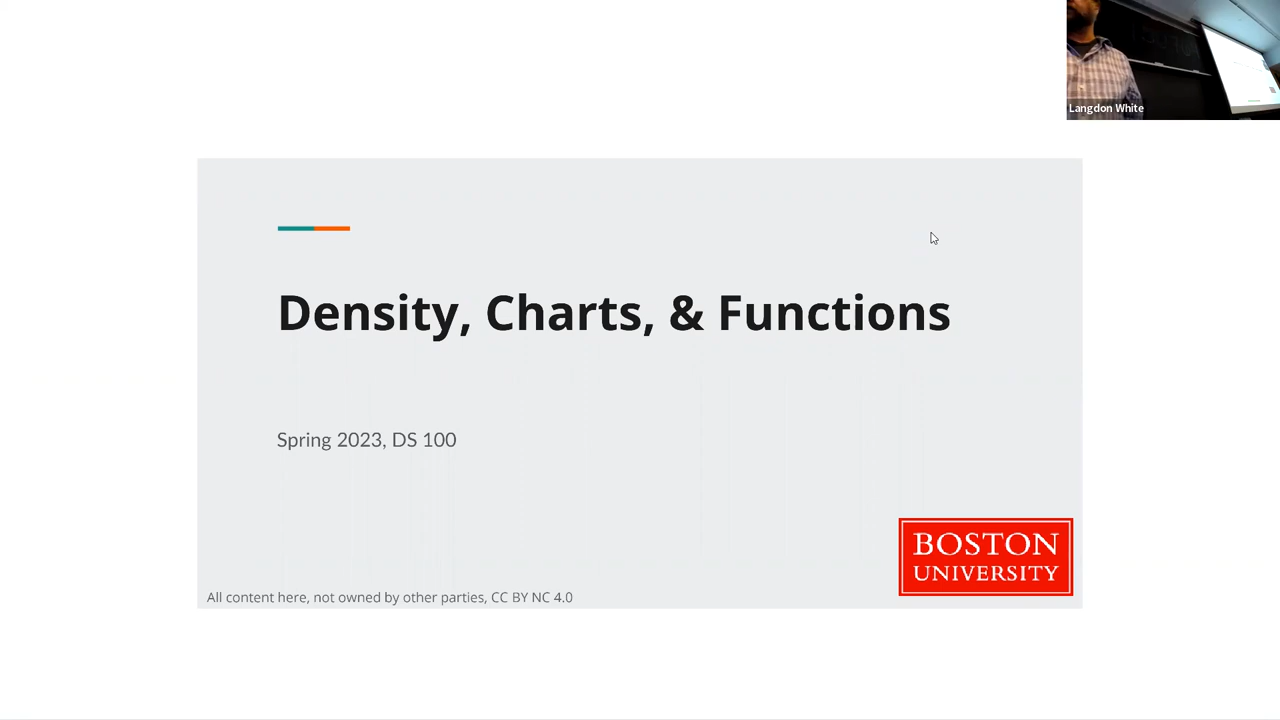 Langdon White
Density, Charts, & Functions
Spring 2023, DS 100
BOSTON
UNIVERSITY
All content here, not owned by other parties, CC BY NC 4.0